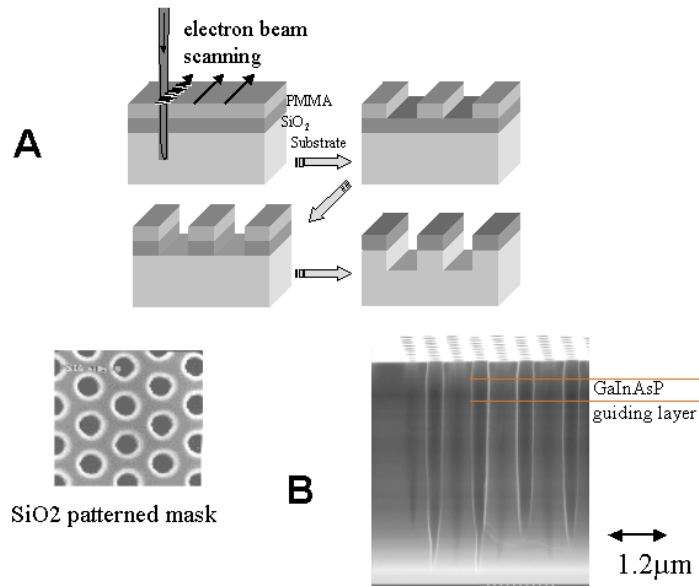 electron beam
scanning
PMMA
SiO₂
Substrate
A
GaInAsP
guiding layer
SiO2 patterned mask
B
1.2μm